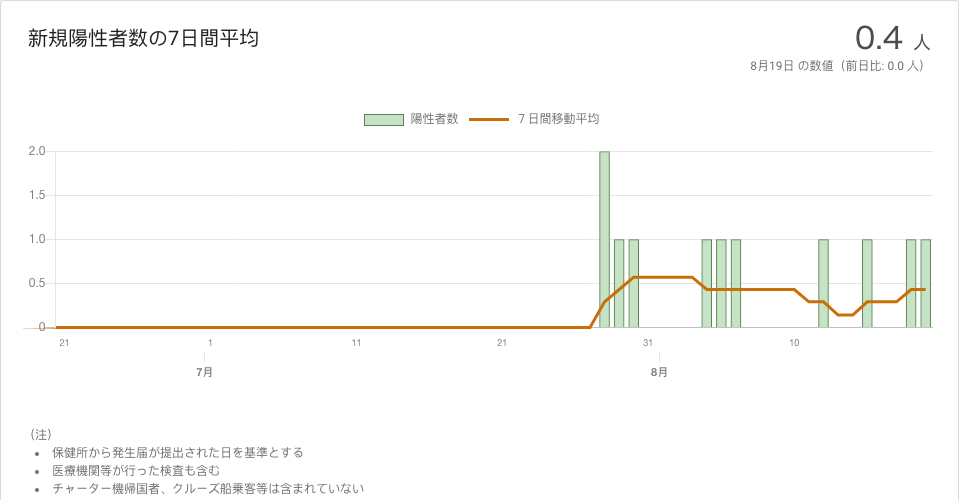 新規陽性者数の7日間平均
0.4 人
8月19日 の数値（前日比: 0.0 人）
陽性者数 7 日間移動平均
2.0
1.5
1.0
0.5
0
21 1 11 21 31 10
7月 8月
（注）
• 保健所から発生届が提出された日を基準とする
• 医療機関等が行った検査も含む
• チャーター機帰国者、クルーズ船乗客等は含まれていない